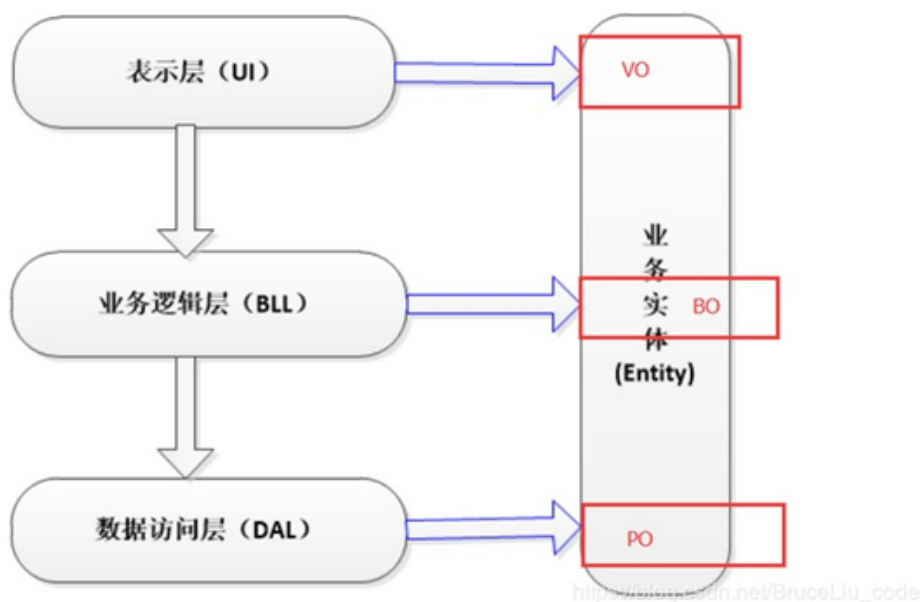 表示层（UI）
VO
业务逻辑层（BLL）
业
务
实
体
(Entity)
BO
数据访问层（DAL）
PO
https://blog.csdn.net/BruceLiu_code